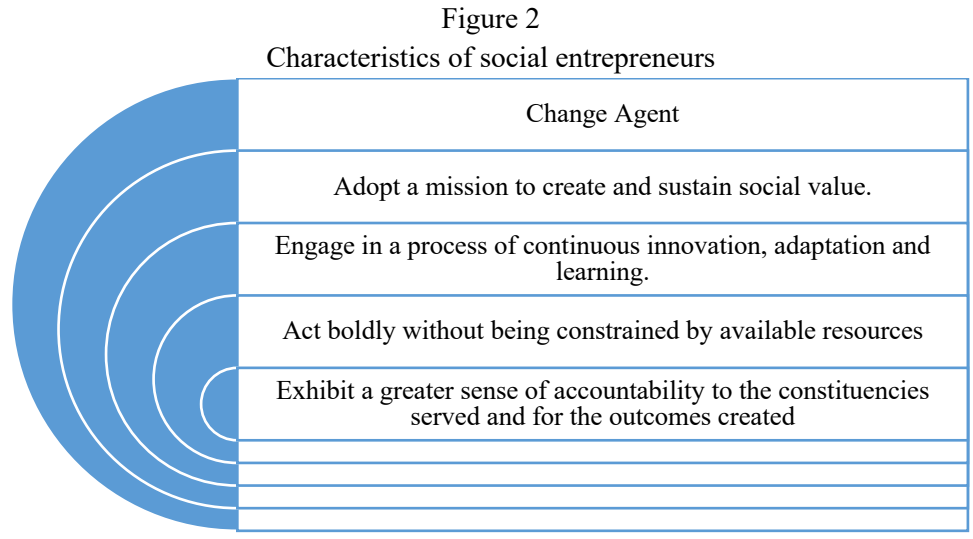 Figure 2
Characteristics of social entrepreneurs
Change Agent
Adopt a mission to create and sustain social value.
Engage in a process of continuous innovation, adaptation and
learning.
Act boldly without being constrained by available resources
Exhibit a greater sense of accountability to the constituencies
served and for the outcomes created